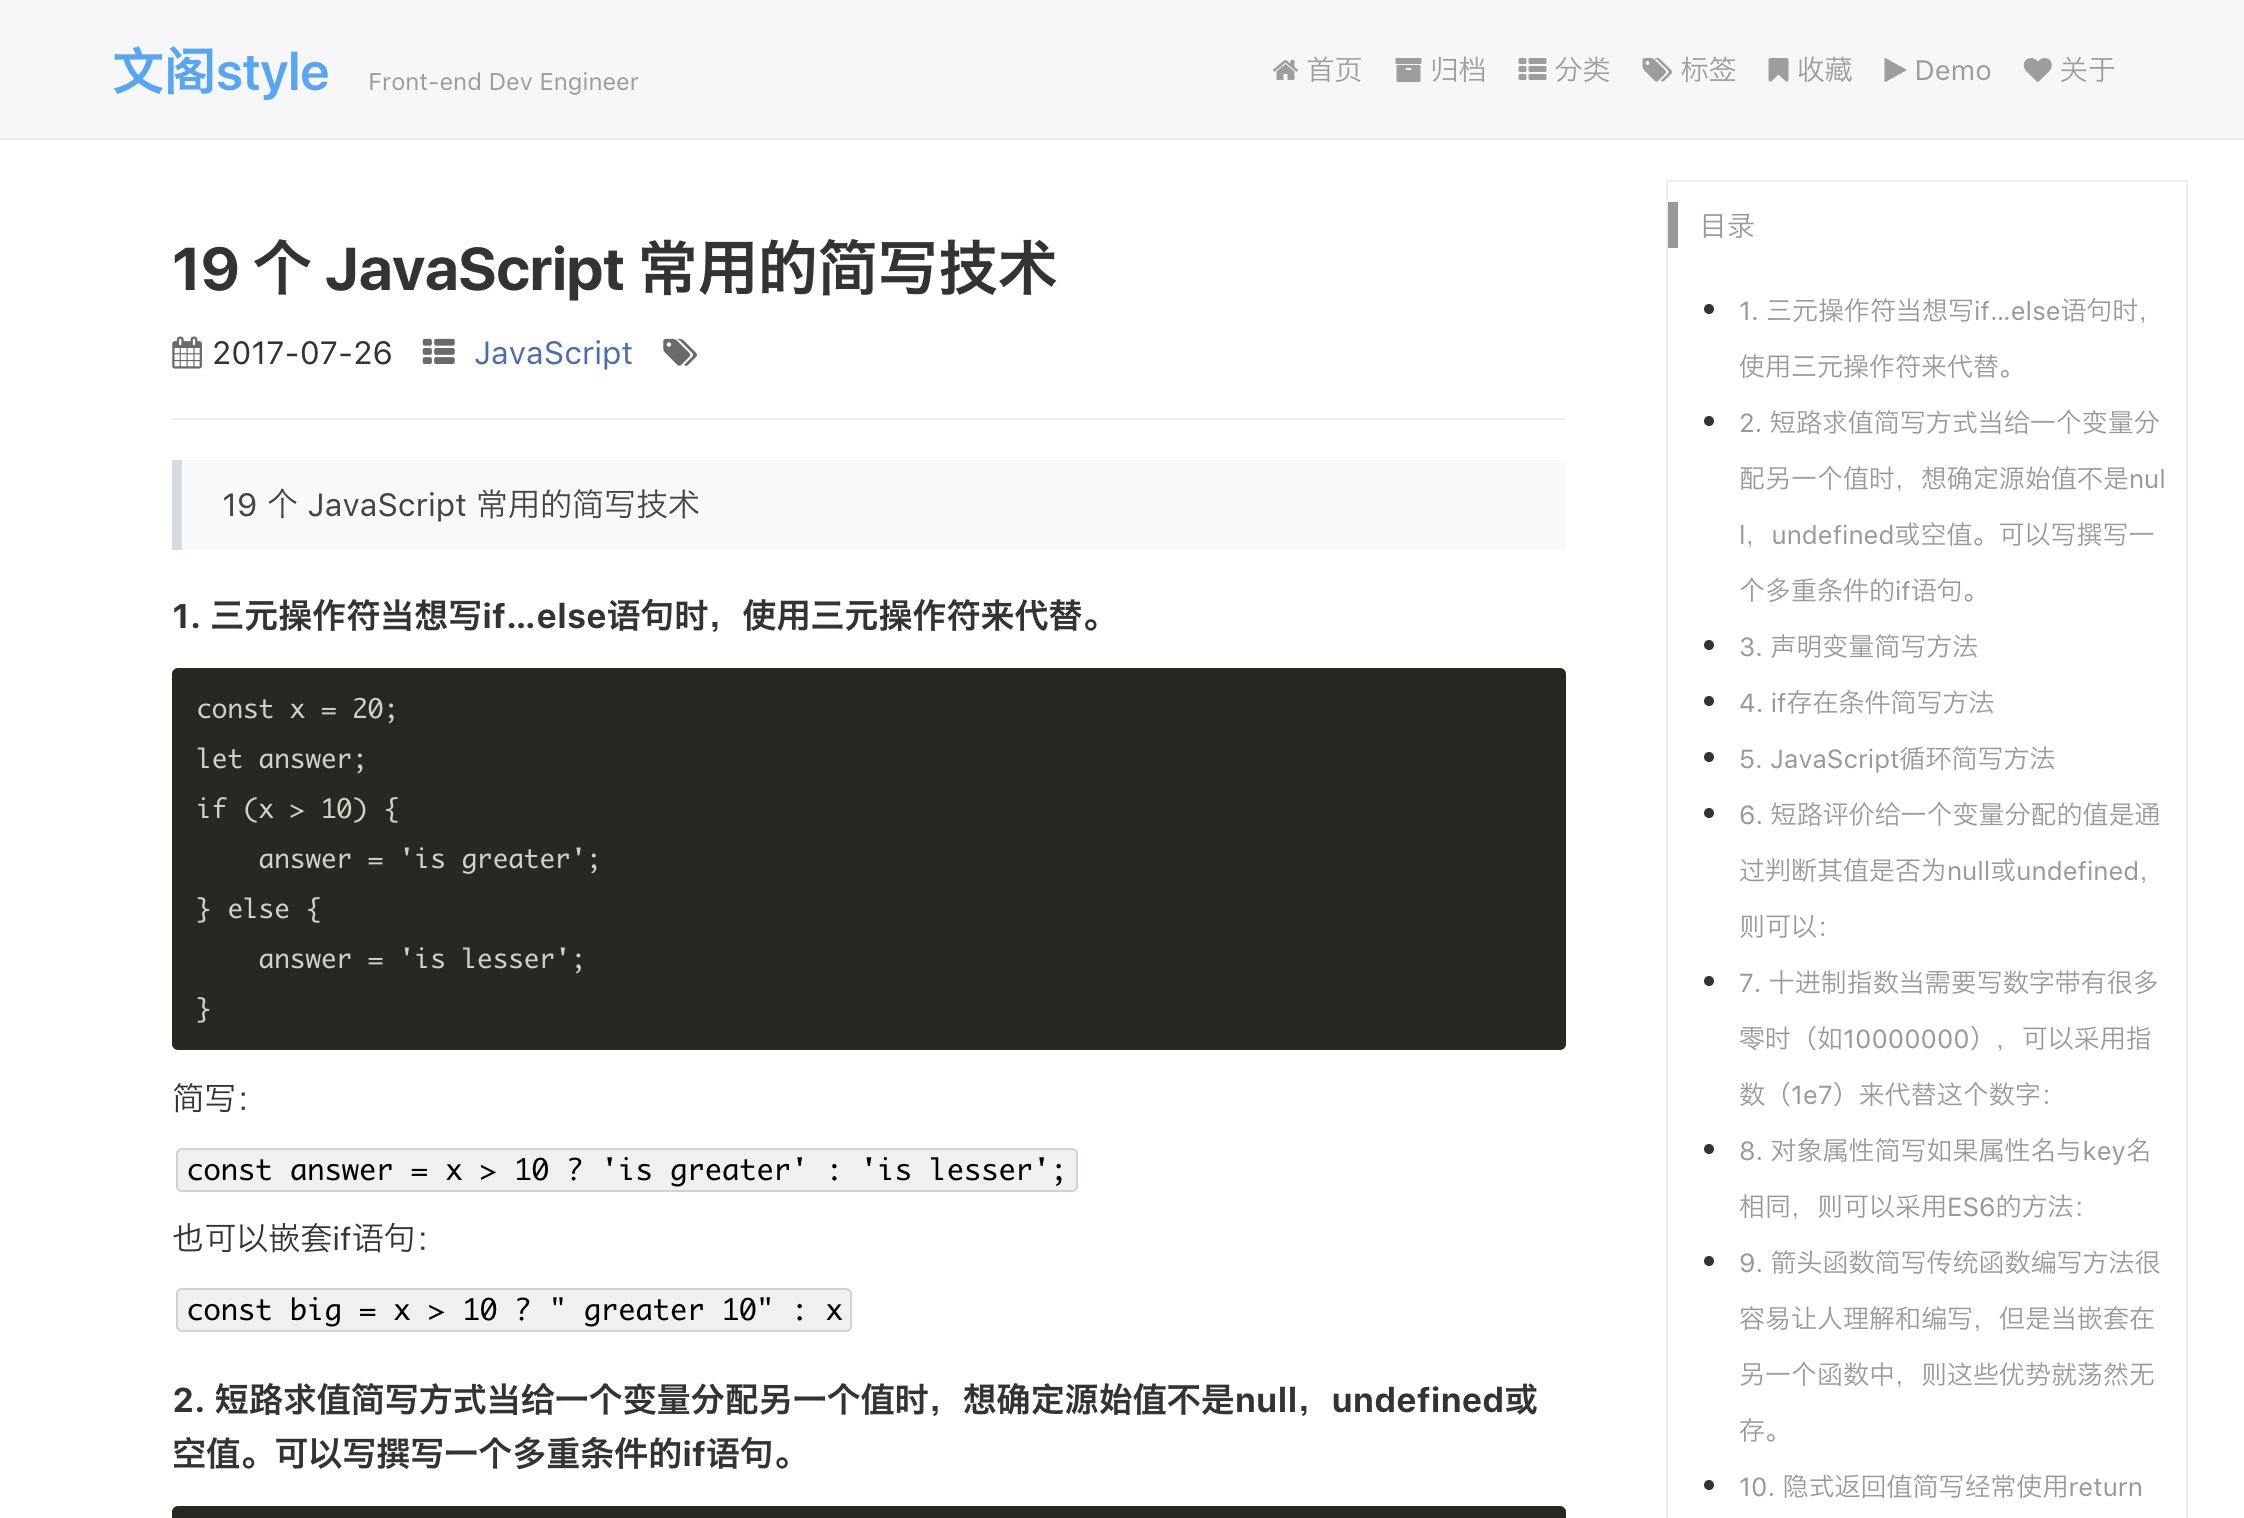 文阁style
Front-end Dev Engineer
首页 归档 分类 标签 收藏 Demo 关于
19 个 JavaScript 常用的简写技术
2017-07-26 JavaScript
19 个 JavaScript 常用的简写技术
1. 三元操作符当想写if...else语句时，使用三元操作符来代替。
const x = 20;
let answer;
if (x > 10) {
    answer = 'is greater';
} else {
    answer = 'is lesser';
}
简写：
const answer = x > 10 ? 'is greater' : 'is lesser';
也可以嵌套if语句：
const big = x > 10 ? " greater 10" : x
2. 短路求值简写方式当给一个变量分配另一个值时，想确定源始值不是null，undefined或
空值。可以写撰写一个多重条件的if语句。
目录
1. 三元操作符当想写if...else语句时，
使用三元操作符来代替。
2. 短路求值简写方式当给一个变量分
配另一个值时，想确定源始值不是nul
l，undefined或空值。可以写撰写一
个多重条件的if语句。
3. 声明变量简写方法
4. if存在条件简写方法
5. JavaScript循环简写方法
6. 短路评价给一个变量分配的值是通
过判断其值是否为null或undefined，
则可以：
7. 十进制指数当需要写数字带有很多
零时（如10000000），可以采用指
数（1e7）来代替这个数字：
8. 对象属性简写如果属性名与key名
相同，则可以采用ES6的方法：
9. 箭头函数简写传统函数编写方法很
容易让人理解和编写，但是当嵌套在
另一个函数中，则这些优势就荡然无
存。
10. 隐式返回值简写经常使用return